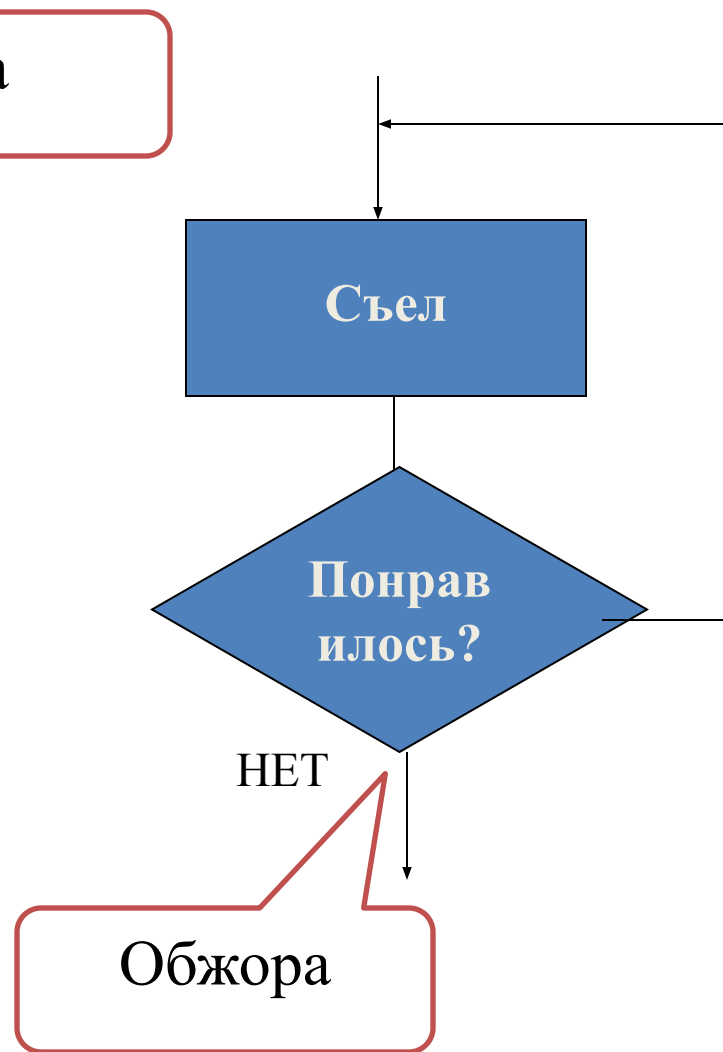 а
Съел
Понрав
илось?
НЕТ
Обжора